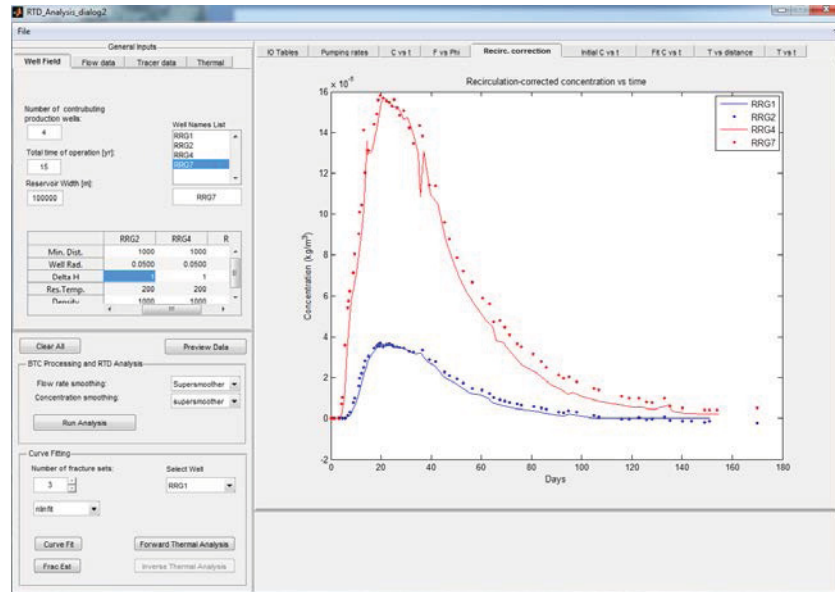 RTD_Analysis_dialog2
File
General Inputs
Well Field Flow data Tracer data Thermal
Number of contrubuting
production wells:
4
Total time of operation [yr]:
15
Reservoir Width [m]:
100000
Well Names List
RRG1
RRG2
RRG4
RRG7
RRG7
RRG2 RRG4 R
Min. Dist. 1000 1000
Well Rad. 0.0500 0.0500
Delta H 1 1
Res.Temp. 200 200
Density 1000 1000
Clear All Preview Data
BTC Processing and RTD Analysis
Flow rate smoothing: Supersmoother
Concentration smoothing: supersmoother
Run Analysis
Curve Fitting
Number of fracture sets: Select Well
3 RRG1
nlinfit
Curve Fit Forward Thermal Analysis
Frac Est Inverse Thermal Analysis
IO Tables Pumping rates C vs t F vs Phi Recirc. correction Initial C vs t Fit C vs t T vs distance T vs t
Recirculation-corrected concentration vs time
Concentration (kg/m³)
16
14
12
10
8
6
4
2
0
-2
0 20 40 60 80 100 120 140 160 180
Days
RRG1
RRG2
RRG4
RRG7